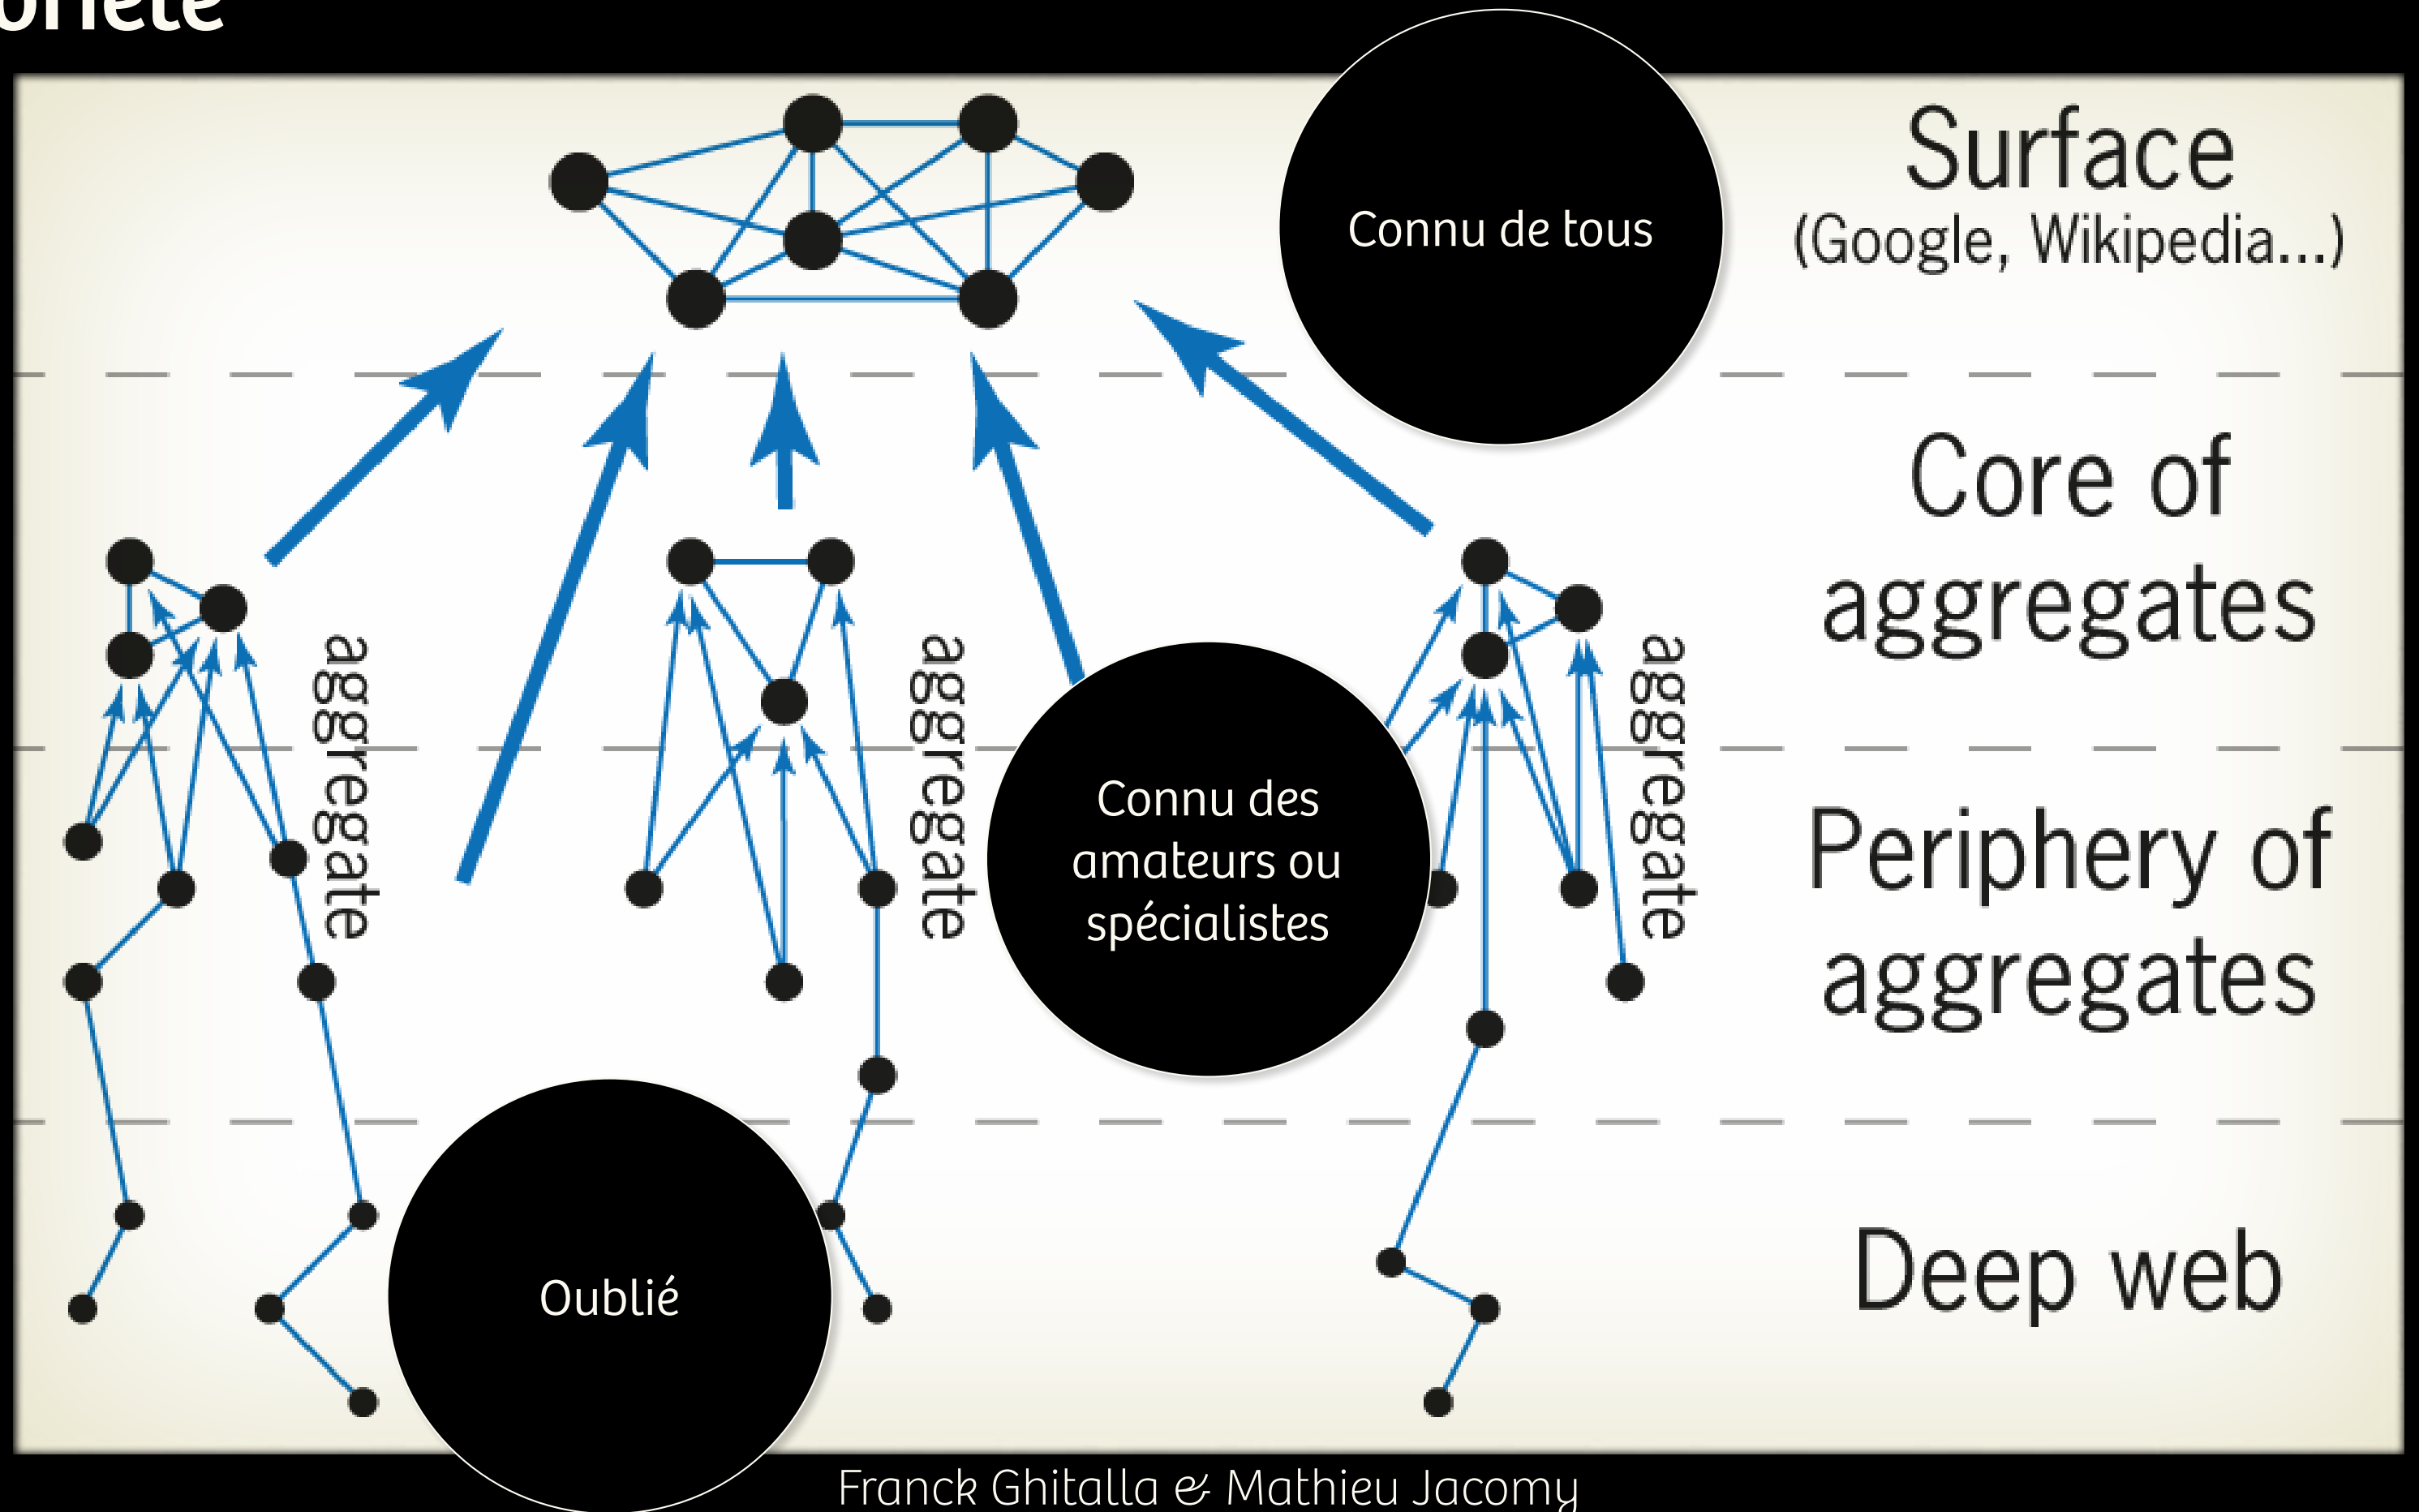 Connu de tous
Surface
(Google, Wikipedia...)
Core of
aggregates
aggregate
aggregate
aggregate
Connu des
amateurs ou
spécialistes
Periphery of
aggregates
Oublié
Deep web
Franck Ghitalla & Mathieu Jacomy